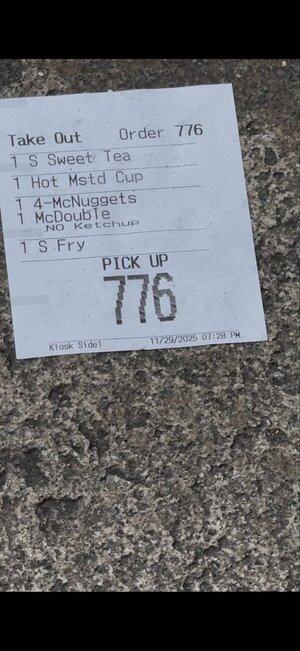 Take Out Order 776
1 S Sweet Tea
1 Hot Mstd Cup
1 4-McNuggets
1 McDouble
NO Ketchup
1 S Fry
PICK UP
776
Kiosk Side1 11/29/2025 07:28 PM